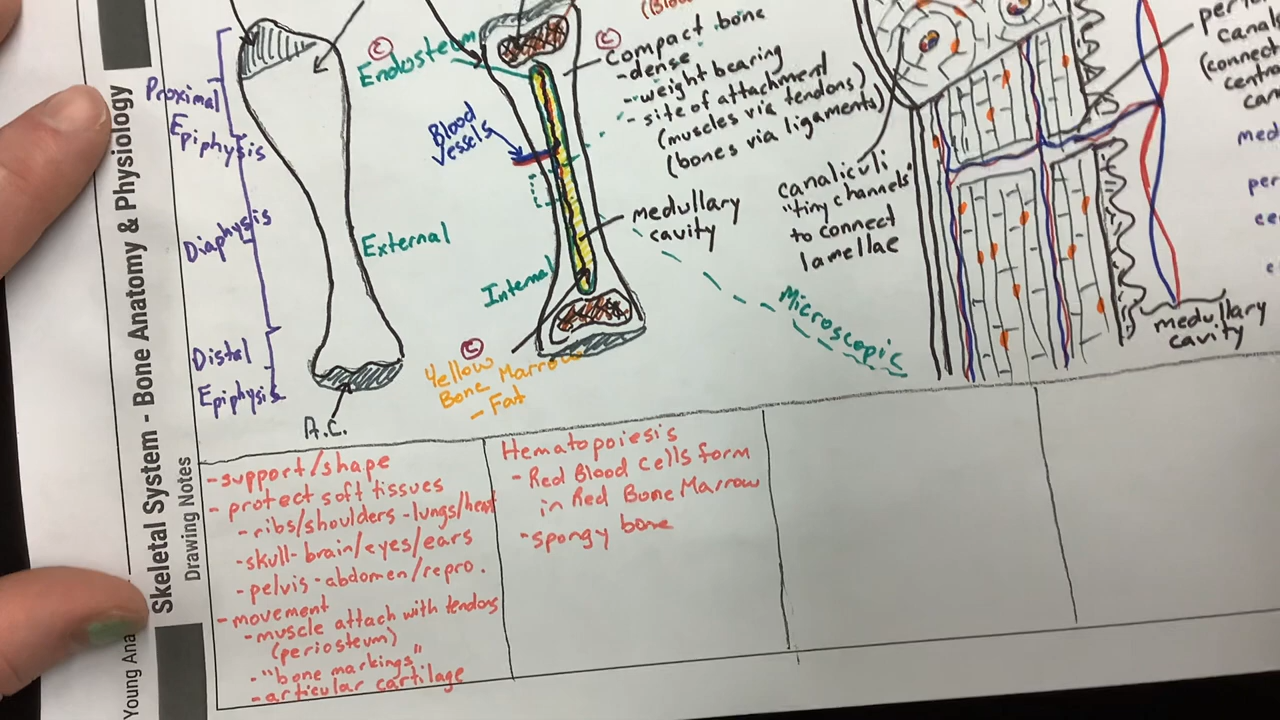 Young Ana
Skeletal System - Bone Anatomy & Physiology
Drawing Notes
Proximal
Epiphysis
Diaphysis
Distal
Epiphysis
External
A.C.
C
Endosteum
Blood
Vessels
Internal
C
Yellow
Bone Marrow
- Fat
C
Compact bone
- dense
- weight bearing
- site of attachment
(muscles via tendons)
(bones via ligaments)
medullary
cavity
Microscopic
canaliculi
"tiny channels"
to connect
lamellae
canals
(connect
medullary
cavity
- support/shape
- protect soft tissues
- ribs/shoulders - lungs/heart
- skull - brain/eyes/ears
- pelvis - abdomen/repro.
- movement
- muscle attach with tendons
(periosteum)
- "bone markings"
- articular cartilage
Hematopoiesis
- Red Blood Cells form
in Red Bone Marrow
- spongy bone